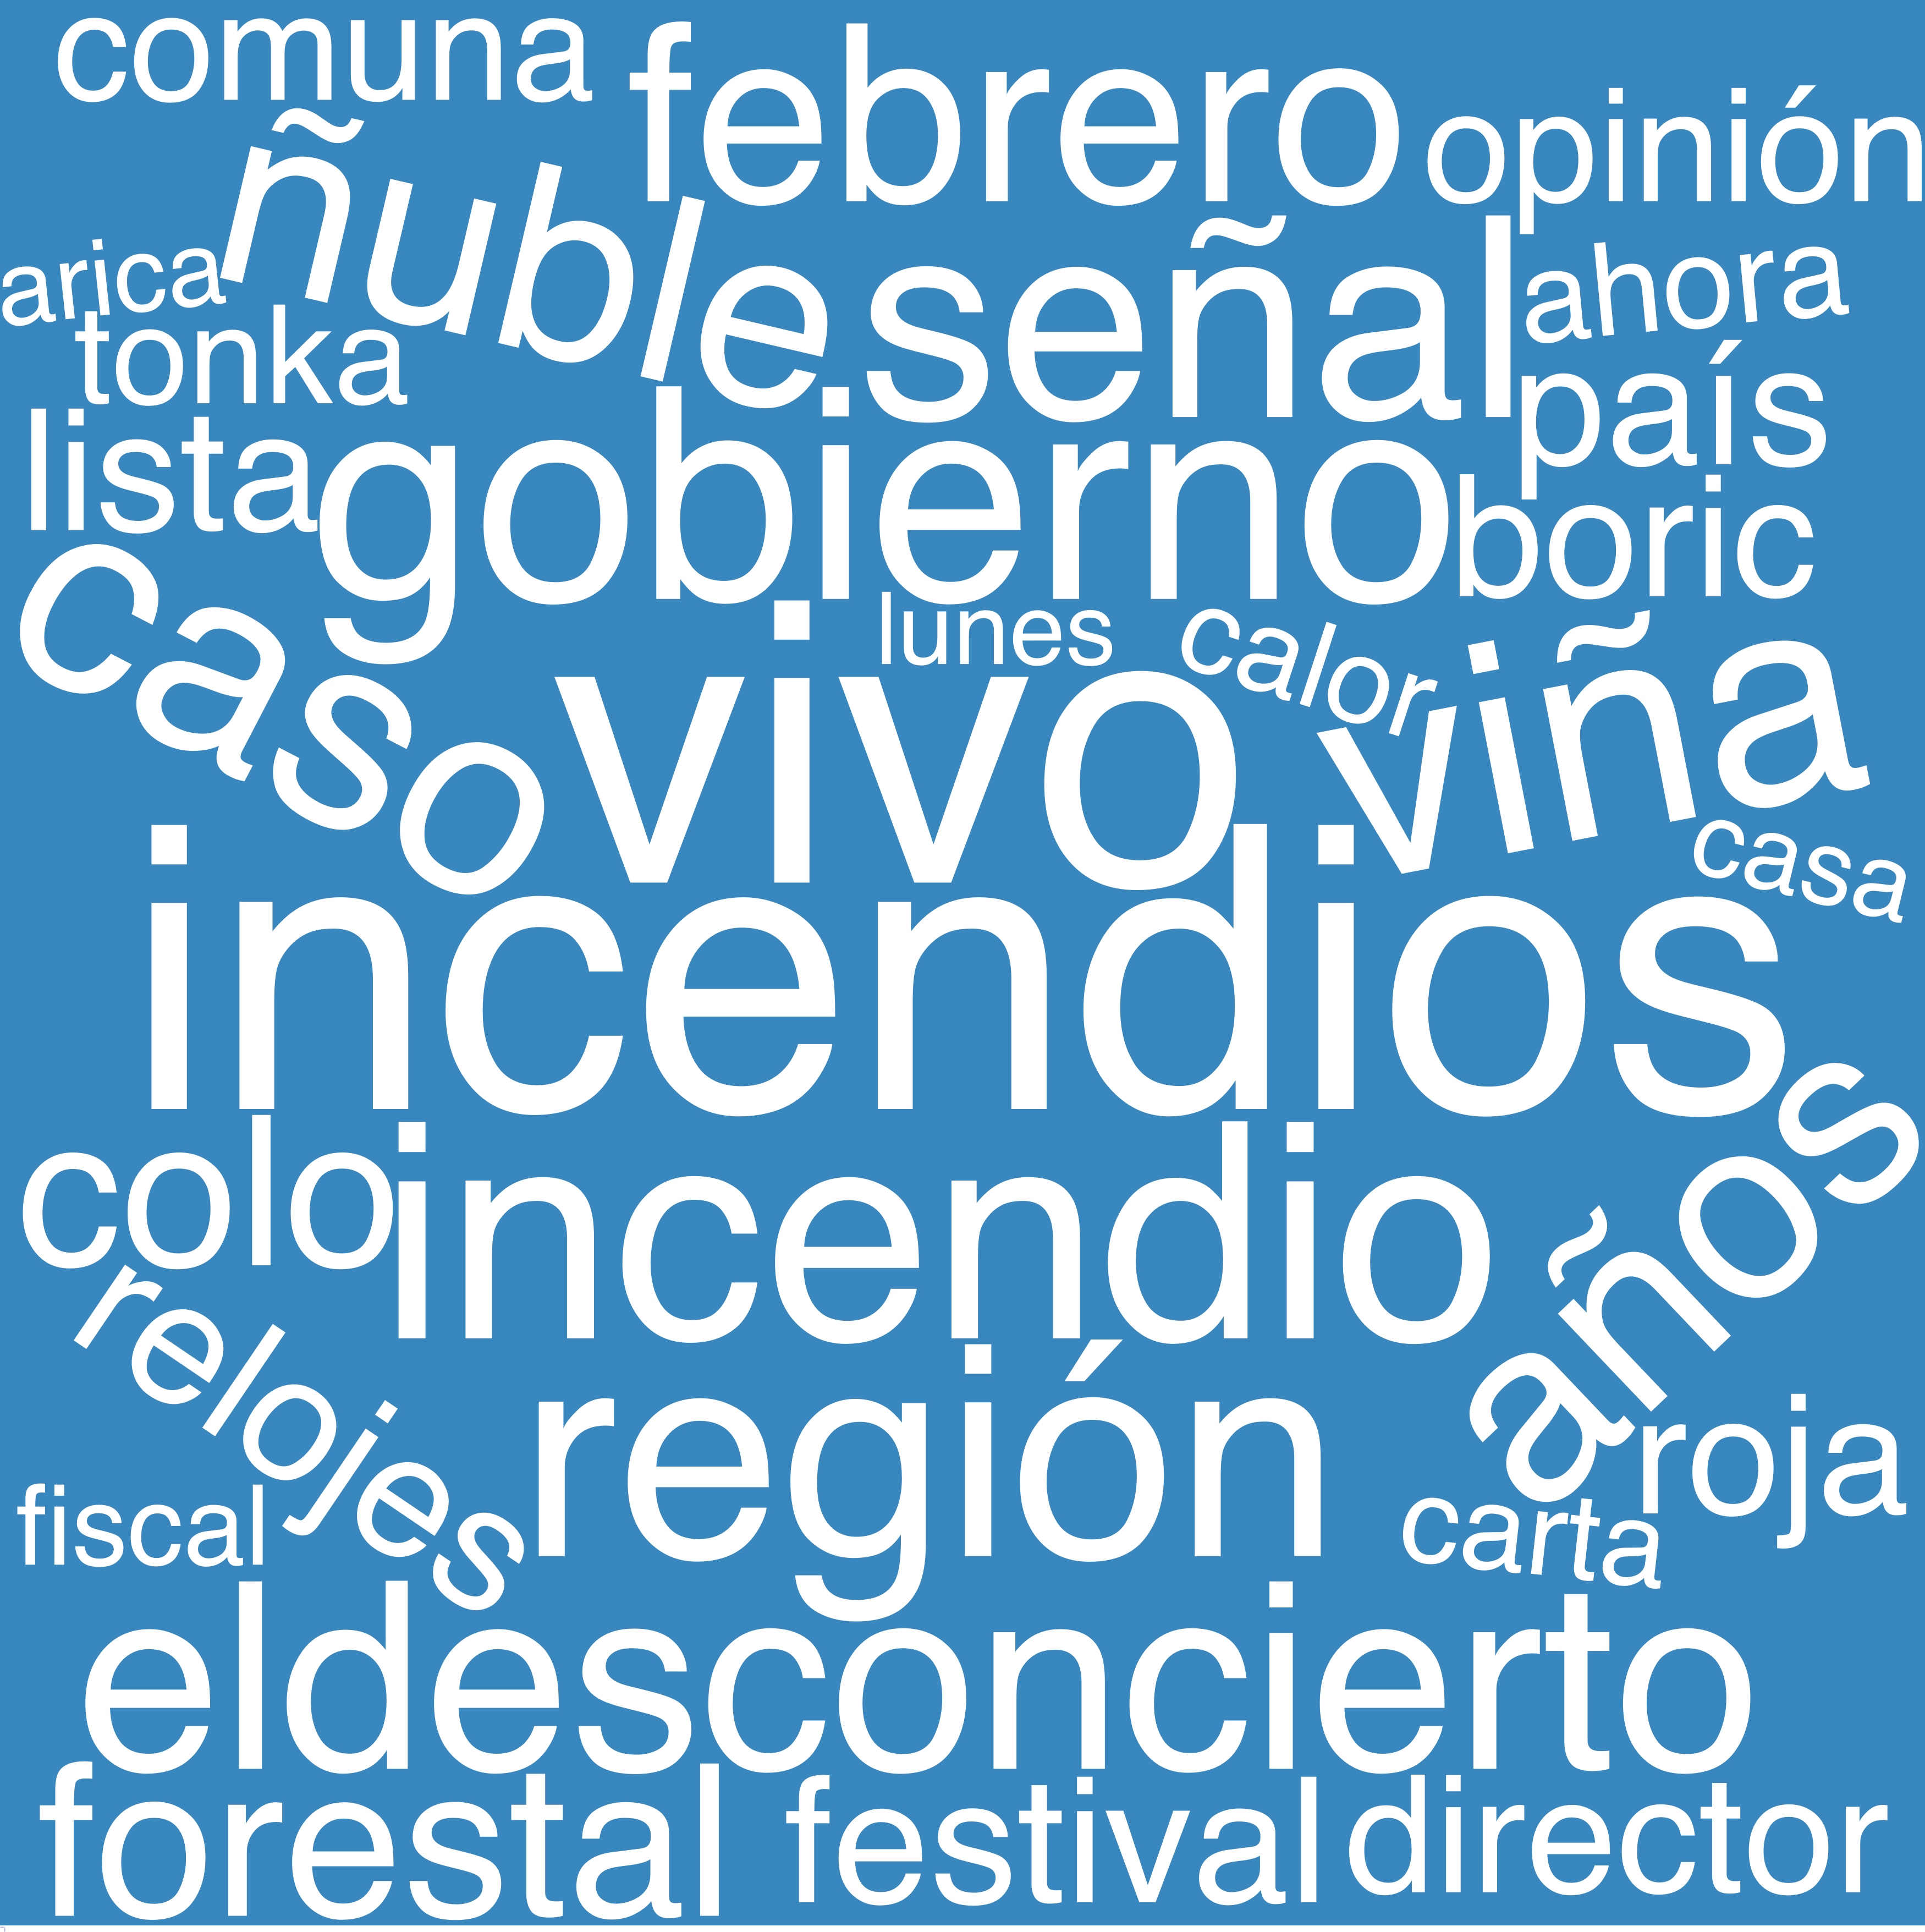 comuna
febrero
opinión
ñuble
arica
señal
ahora
tonka
país
lista
gobierno
boric
caso
vivo
lunes
calor
viña
casa
incendios
colo
incendio
años
relojes
región
roja
fiscal
carta
eldesconcierto
forestal
festival
director